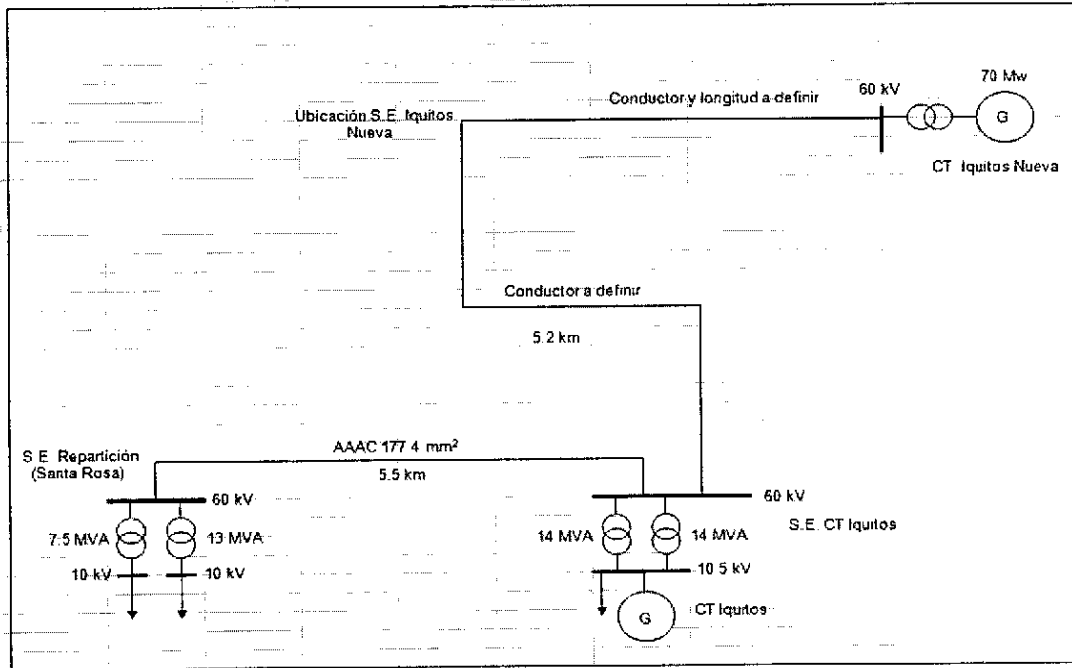 70 Mw
60 kV
Conductor y longitud a definir
Ubicación S.E. Iquitos
Nueva
G
CT Iquitos Nueva
Conductor a definir
5.2 km
AAAC 177.4 mm²
S.E. Repartición
(Santa Rosa)
5.5 km
60 kV
60 kV
7.5 MVA
13 MVA
14 MVA
14 MVA
S.E. CT Iquitos
10 kV
10 kV
10.5 kV
G
CT Iquitos